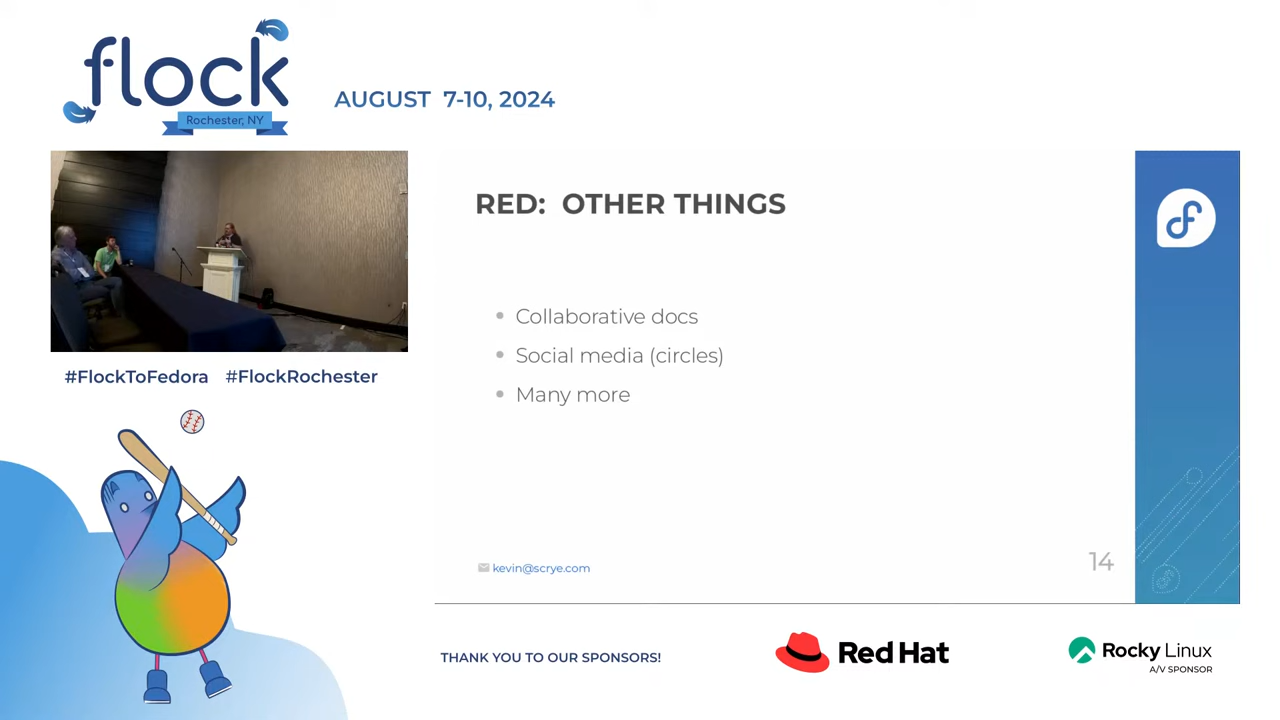 flock
Rochester, NY
AUGUST 7-10, 2024
RED: OTHER THINGS
Collaborative docs
Social media (circles)
Many more
kevin@scrye.com
14
#FlockToFedora #FlockRochester
THANK YOU TO OUR SPONSORS!
Red Hat
Rocky Linux
A/V SPONSOR